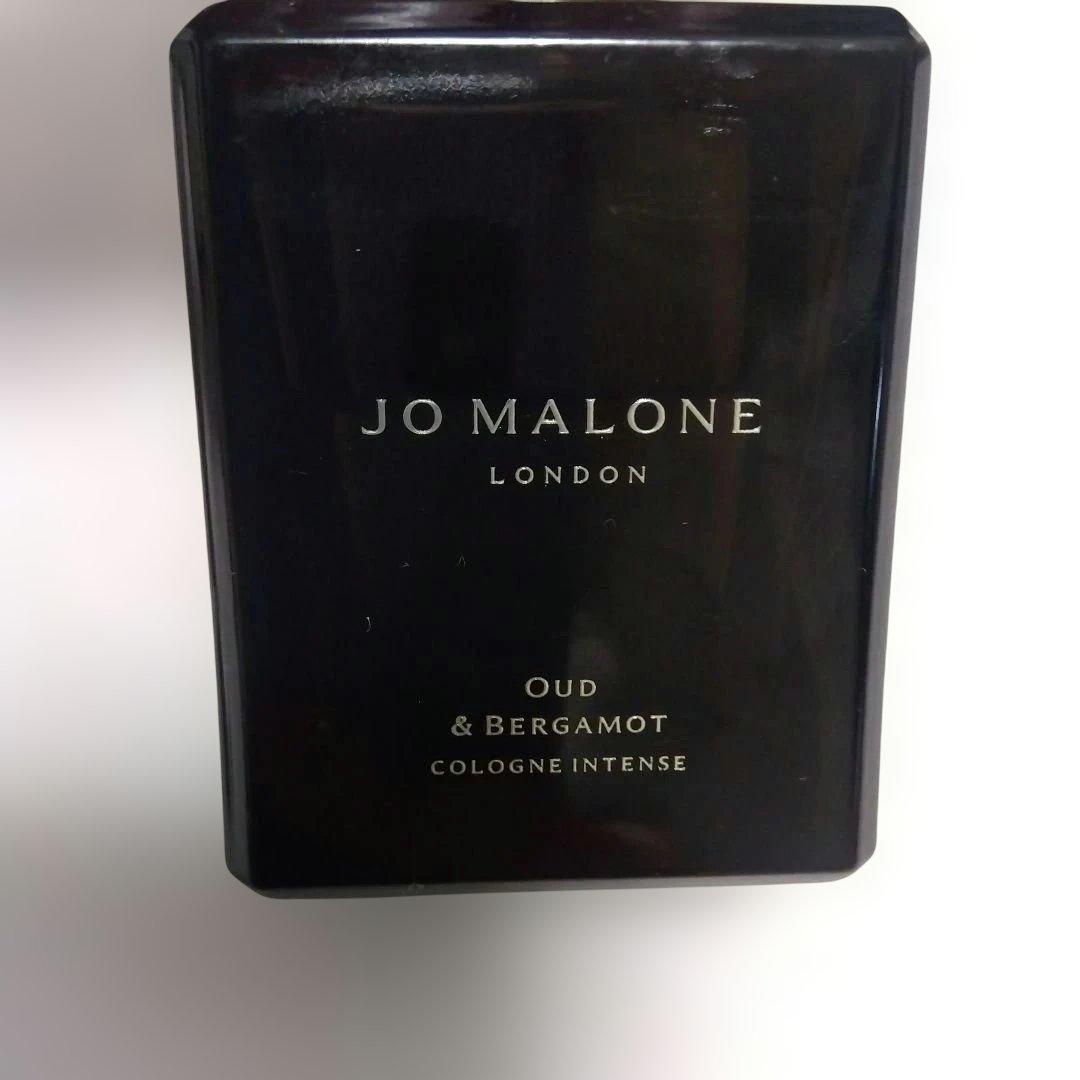 JO MALONE
LONDON
OUD
& BERGAMOT
COLOGNE INTENSE